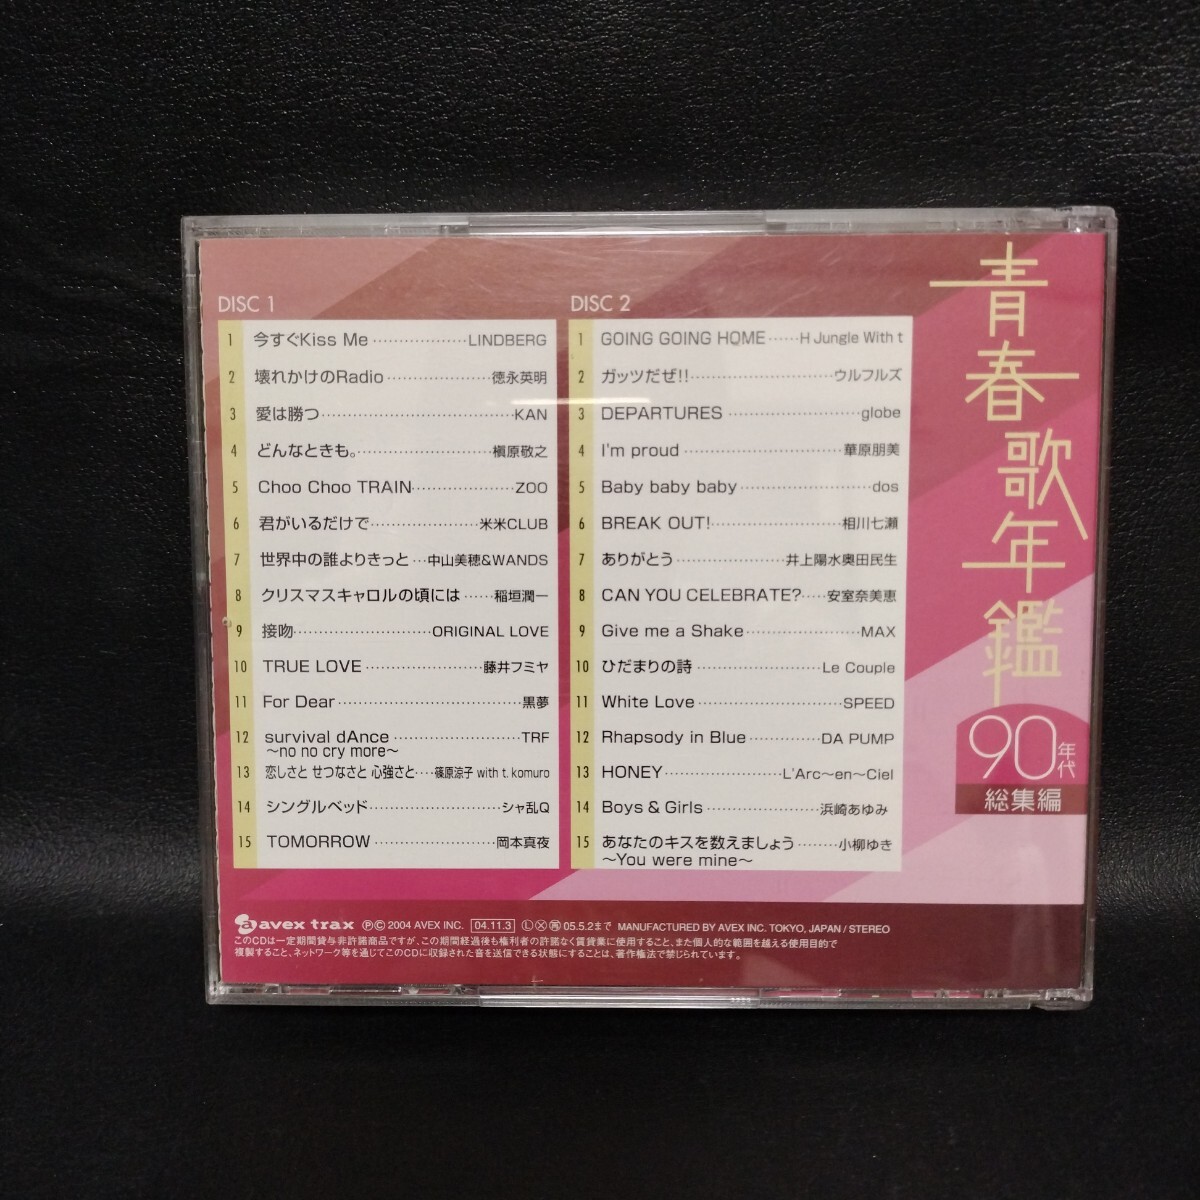 DISC 1
1 今すぐKiss Me……………LINDBERG
2 壊れかけのRadio……………徳永英明
3 愛は勝つ……………KAN
4 どんなときも。……………槇原敬之
5 Choo Choo TRAIN……………ZOO
6 君がいるだけで……………米米CLUB
7 世界中の誰よりきっと…中山美穂&WANDS
8 クリスマスキャロルの頃には……稲垣潤一
9 接吻……………ORIGINAL LOVE
10 TRUE LOVE……………藤井フミヤ
11 For Dear……………黒夢
12 survival dAnce……………TRF
〜no no cry more〜
13 恋しさと せつなさと 心強さと…‥篠原涼子 with t. komuro
14 シングルベッド……………シャ乱Q
15 TOMORROW……………岡本真夜
DISC 2
1 GOING GOING HOME……H Jungle With t
2 ガッツだぜ!!……………ウルフルズ
3 DEPARTURES……………globe
4 I'm proud……………華原朋美
5 Baby baby baby……………dos
6 BREAK OUT!……………相川七瀬
7 ありがとう……………井上陽水奥田民生
8 CAN YOU CELEBRATE?……安室奈美恵
9 Give me a Shake……………MAX
10 ひだまりの詩……………Le Couple
11 White Love……………SPEED
12 Rhapsody in Blue……………DA PUMP
13 HONEY……………L'Arc〜en〜Ciel
14 Boys & Girls……………浜崎あゆみ
15 あなたのキスを数えましょう………小柳ゆき
〜You were mine〜
青春歌年鑑
90年代
総集編
avex trax ℗© 2004 AVEX INC. 04.11.3 Ⓛ Ⓧ 再 05.5.2まで MANUFACTURED BY AVEX INC. TOKYO, JAPAN / STEREO
このCDは一定期間貸与非許諾商品ですが、この期間経過後も権利者の許諾なく賃貸業に使用すること、また個人的な範囲を越える使用目的で
複製すること、ネットワーク等を通じてこのCDに収録された音を送信できる状態にすることは、著作権法で禁じられています。